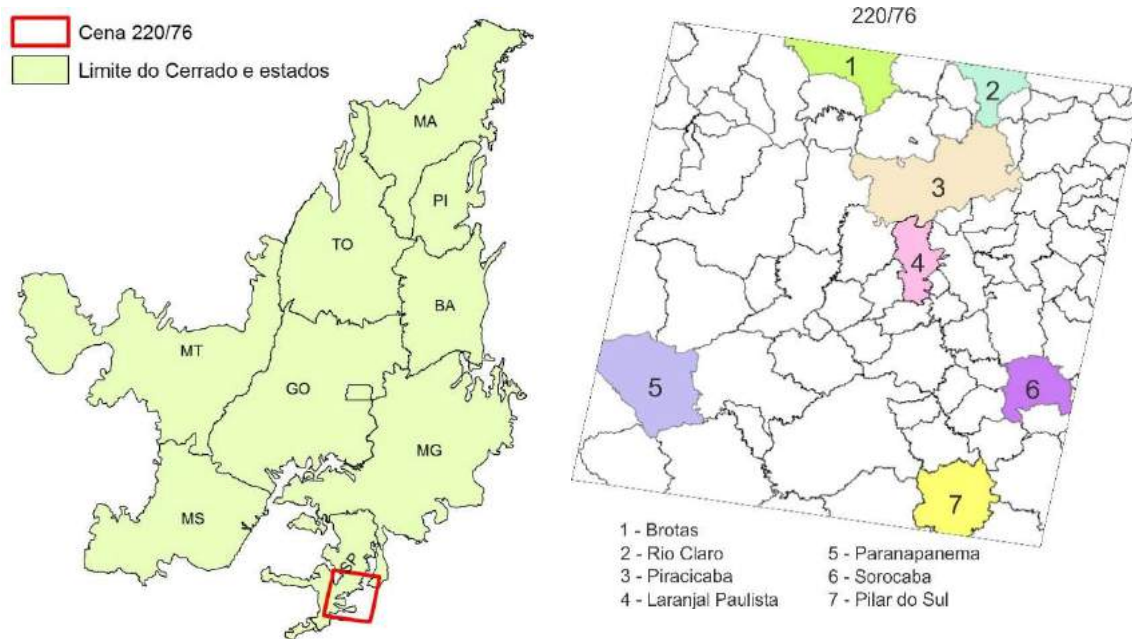 Cena 220/76
Limite do Cerrado e estados
MA
PI
TO
BA
MT
GO
MG
MS
SP
220/76
1
2
3
4
5
6
7
1 - Brotas
2 - Rio Claro
3 - Piracicaba
4 - Laranjal Paulista
5 - Paranapanema
6 - Sorocaba
7 - Pilar do Sul